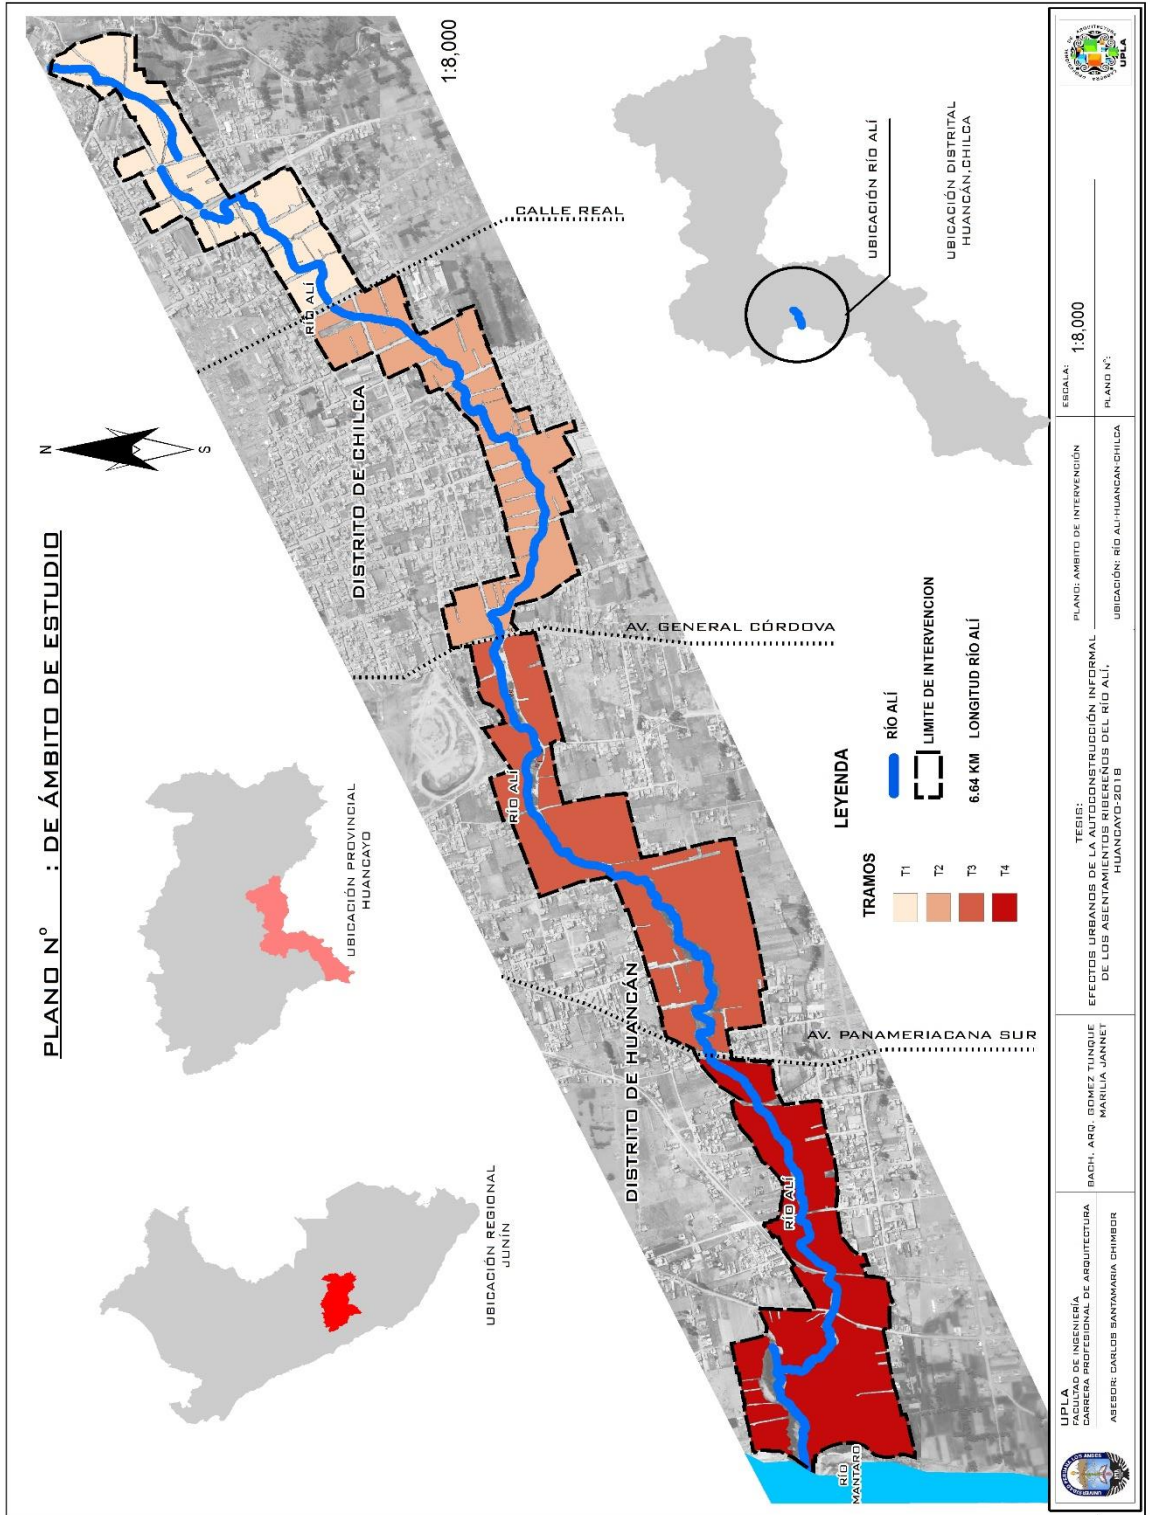 PLANO N° : DE ÁMBITO DE ESTUDIO
UBICACIÓN REGIONAL
JUNÍN
UBICACIÓN PROVINCIAL
HUANCAYO
N
S
1:8,000
DISTRITO DE CHILCA
DISTRITO DE HUANCÁN
CALLE REAL
AV. GENERAL CÓRDOVA
AV. PANAMERIACANA SUR
RÍO ALÍ
RÍO ALÍ
RÍO ALÍ
RÍO
MANTARO
UBICACIÓN RÍO ALÍ
UBICACIÓN DISTRITAL
HUANCÁN,CHILCA
LEYENDA
TRAMOS
T1
T2
T3
T4
RÍO ALÍ
LIMITE DE INTERVENCION
6.64 KM LONGITUD RÍO ALÍ
UPLA
FACULTAD DE INGENIERÍA
CARRERA PROFESIONAL DE ARQUITECTURA
ASESOR: CARLOS SANTAMARIA CHIMBOR
BACH. ARQ. GOMEZ TUNQUE
MARILIA JANNET
TESIS:
EFECTOS URBANOS DE LA AUTOCONSTRUCCIÓN INFORMAL
DE LOS ASENTAMIENTOS RIBEREÑOS DEL RÍO ALÍ,
HUANCAYO-2018
PLANO: AMBITO DE INTERVENCIÓN
UBICACIÓN: RÍO ALI-HUANCAN-CHILCA
ESCALA:
1:8,000
PLANO N°:
UPLA